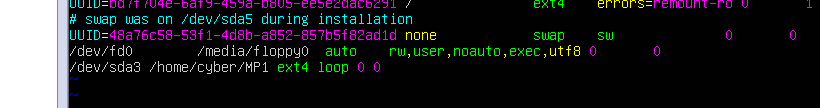 UUID=bd7f704e-6af9-459a-b805-ee5e2dac6291 / ext4 errors=remount-ro 0 1
# swap was on /dev/sda5 during installation
UUID=48a76c58-53f1-4d8b-a852-857b5f82ad1d none swap sw 0 0
/dev/fd0 /media/floppy0 auto rw,user,noauto,exec,utf8 0 0
/dev/sda3 /home/cyber/MP1 ext4 loop 0 0
~
~